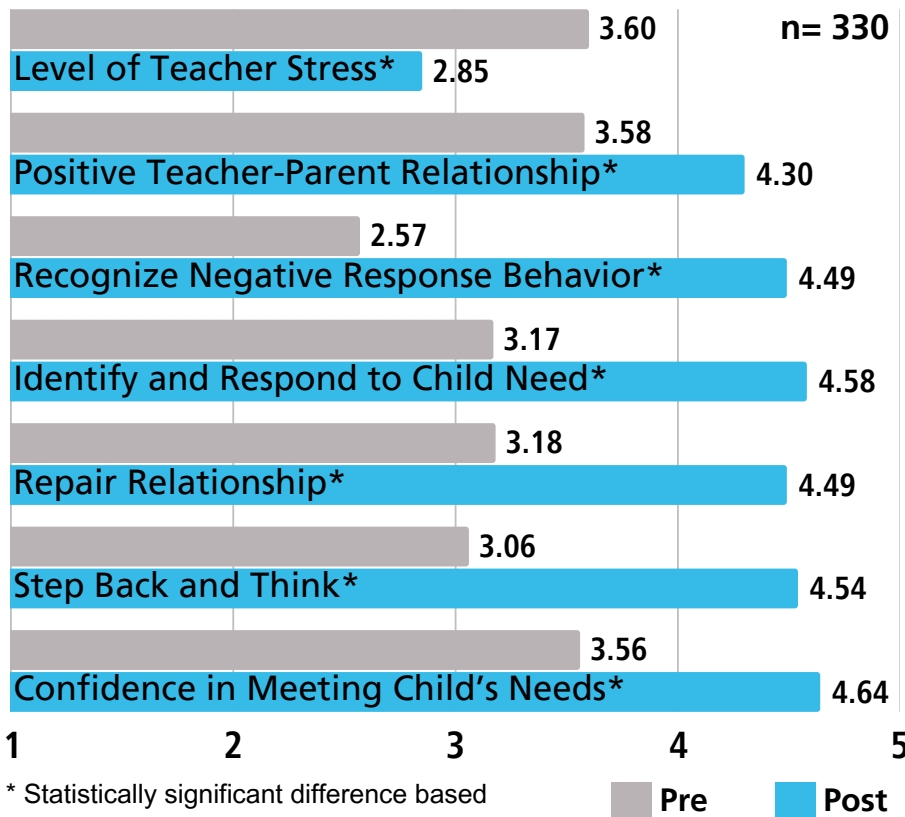 3.60 n= 330
Level of Teacher Stress* 2.85
3.58
Positive Teacher-Parent Relationship* 4.30
2.57
Recognize Negative Response Behavior* 4.49
3.17
Identify and Respond to Child Need* 4.58
3.18
Repair Relationship* 4.49
3.06
Step Back and Think* 4.54
3.56
Confidence in Meeting Child's Needs* 4.64
1 2 3 4 5
* Statistically significant difference based
Pre Post